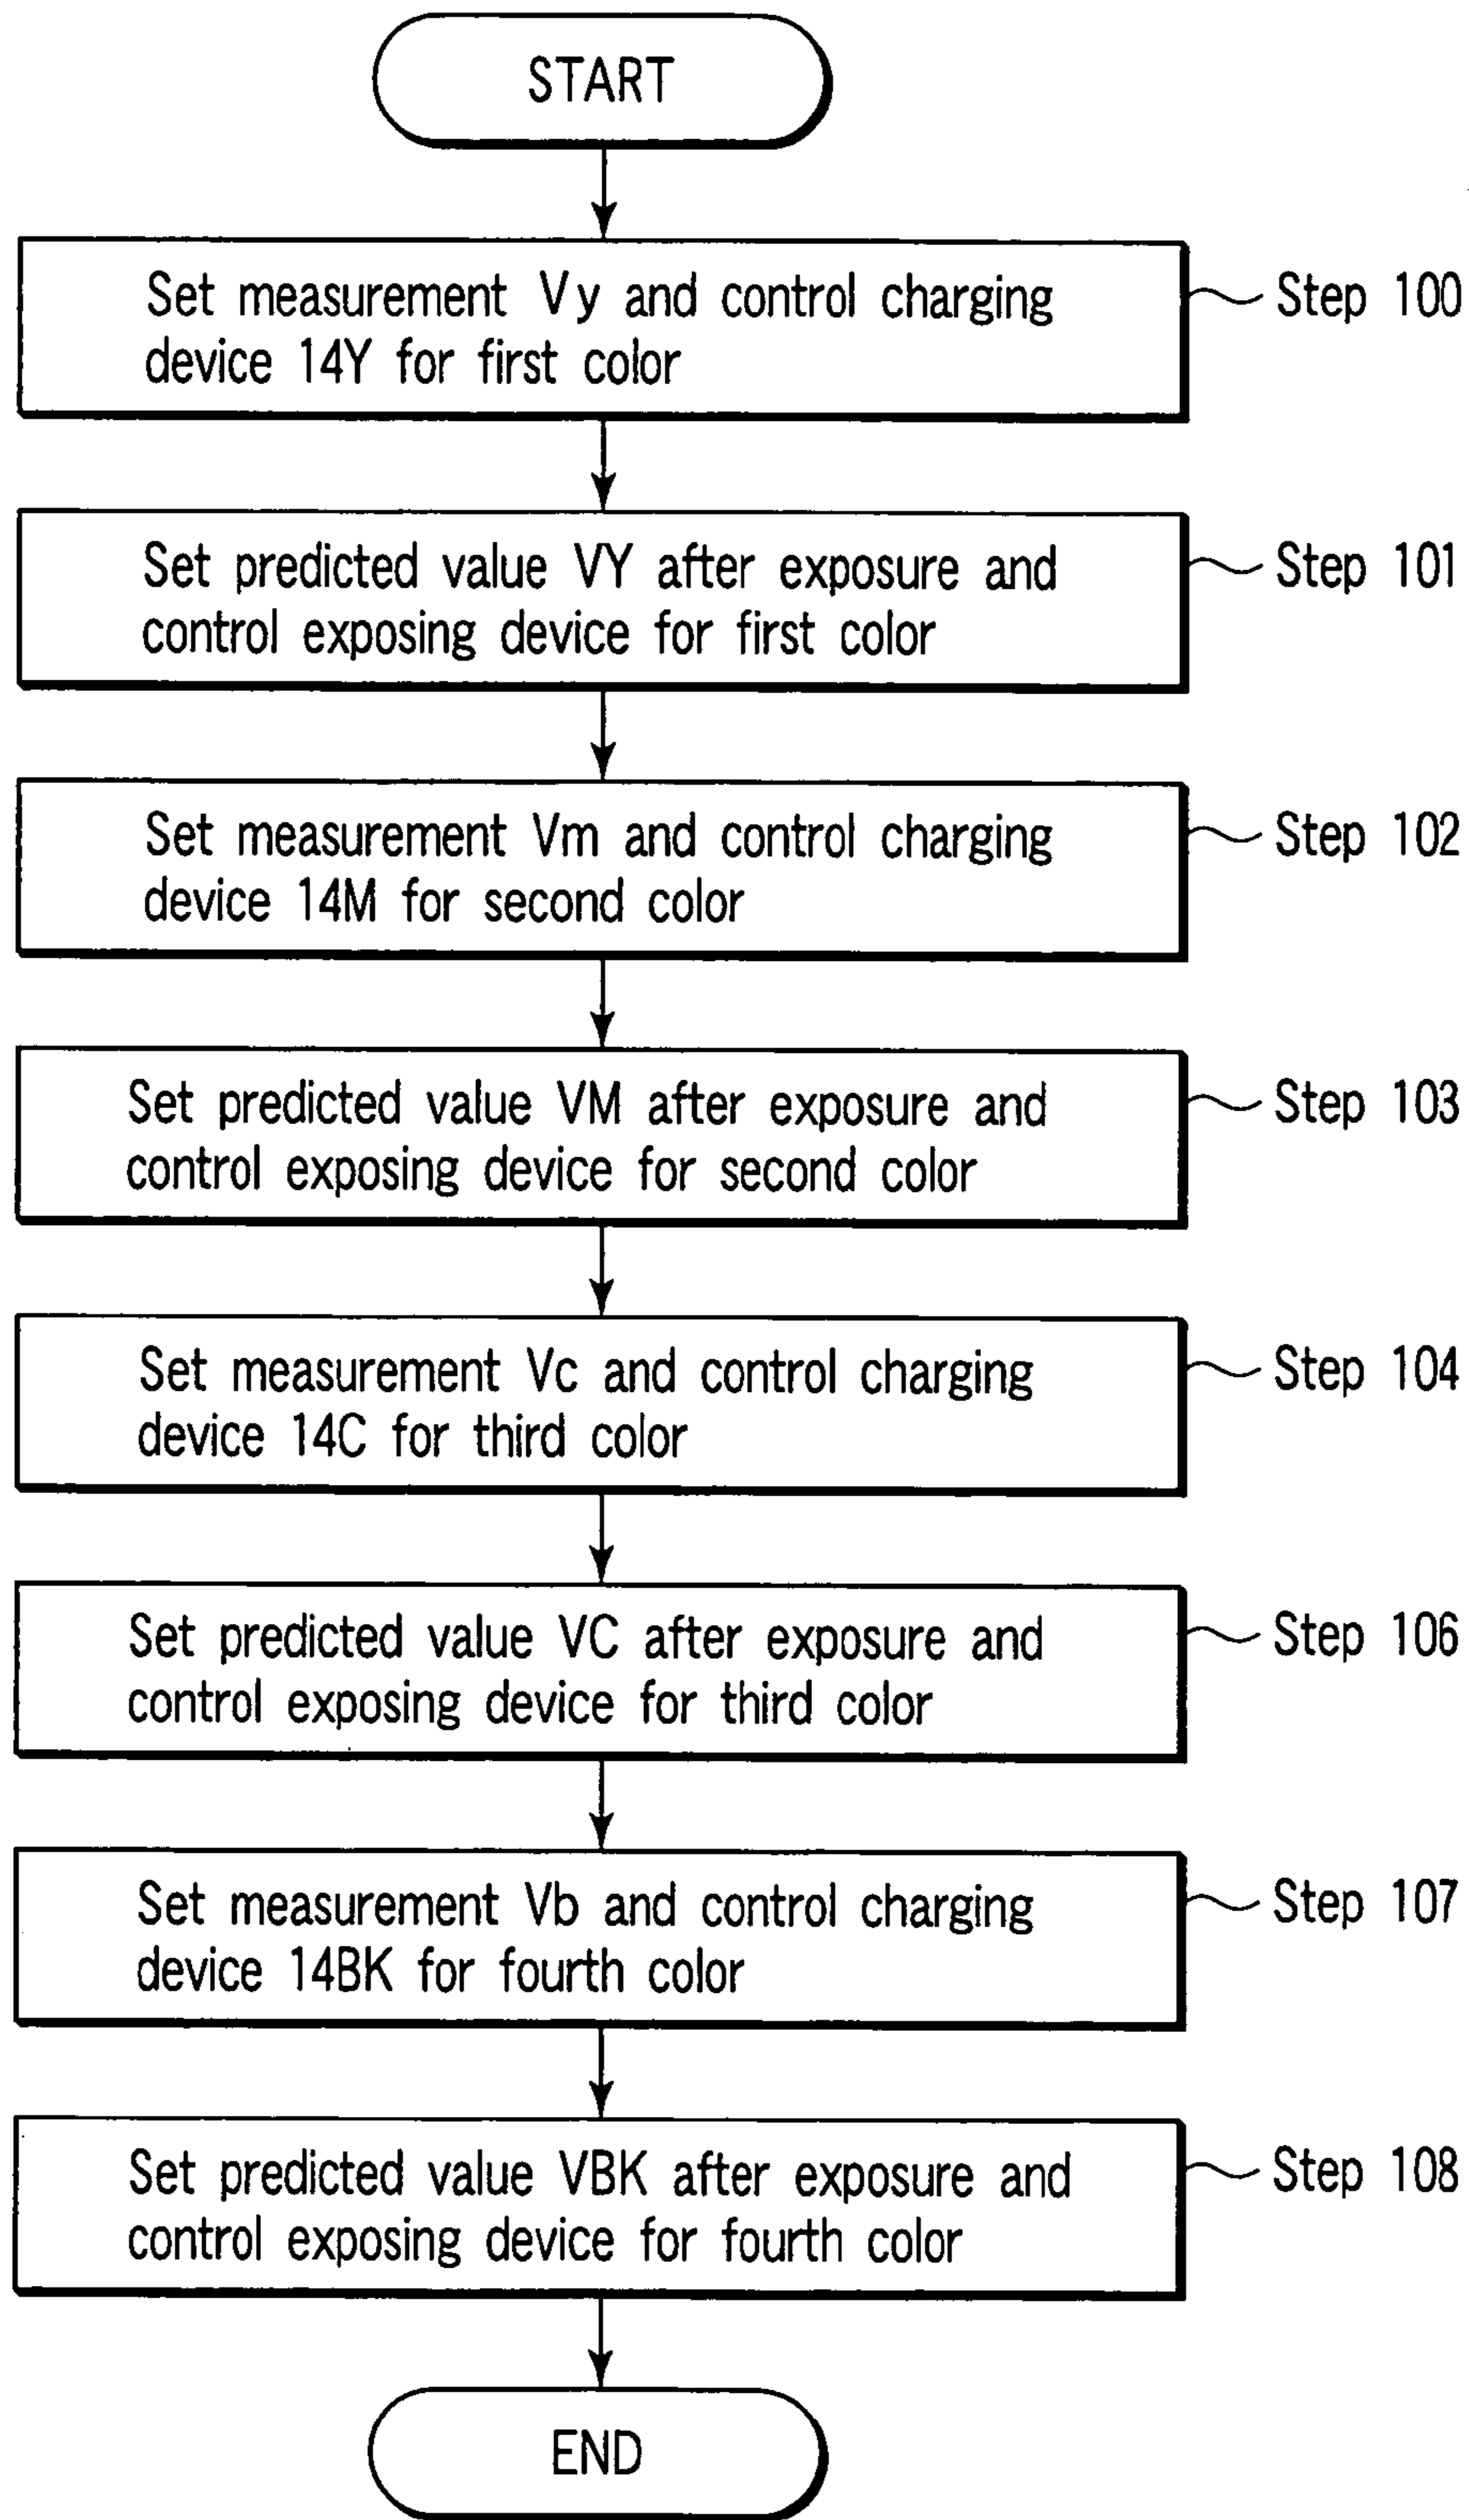 START
Set measurement Vy and control charging
device 14Y for first color
Step 100
Set predicted value VY after exposure and
control exposing device for first color
Step 101
Set measurement Vm and control charging
device 14M for second color
Step 102
Set predicted value VM after exposure and
control exposing device for second color
Step 103
Set measurement Vc and control charging
device 14C for third color
Step 104
Set predicted value VC after exposure and
control exposing device for third color
Step 106
Set measurement Vb and control charging
device 14BK for fourth color
Step 107
Set predicted value VBK after exposure and
control exposing device for fourth color
Step 108
END